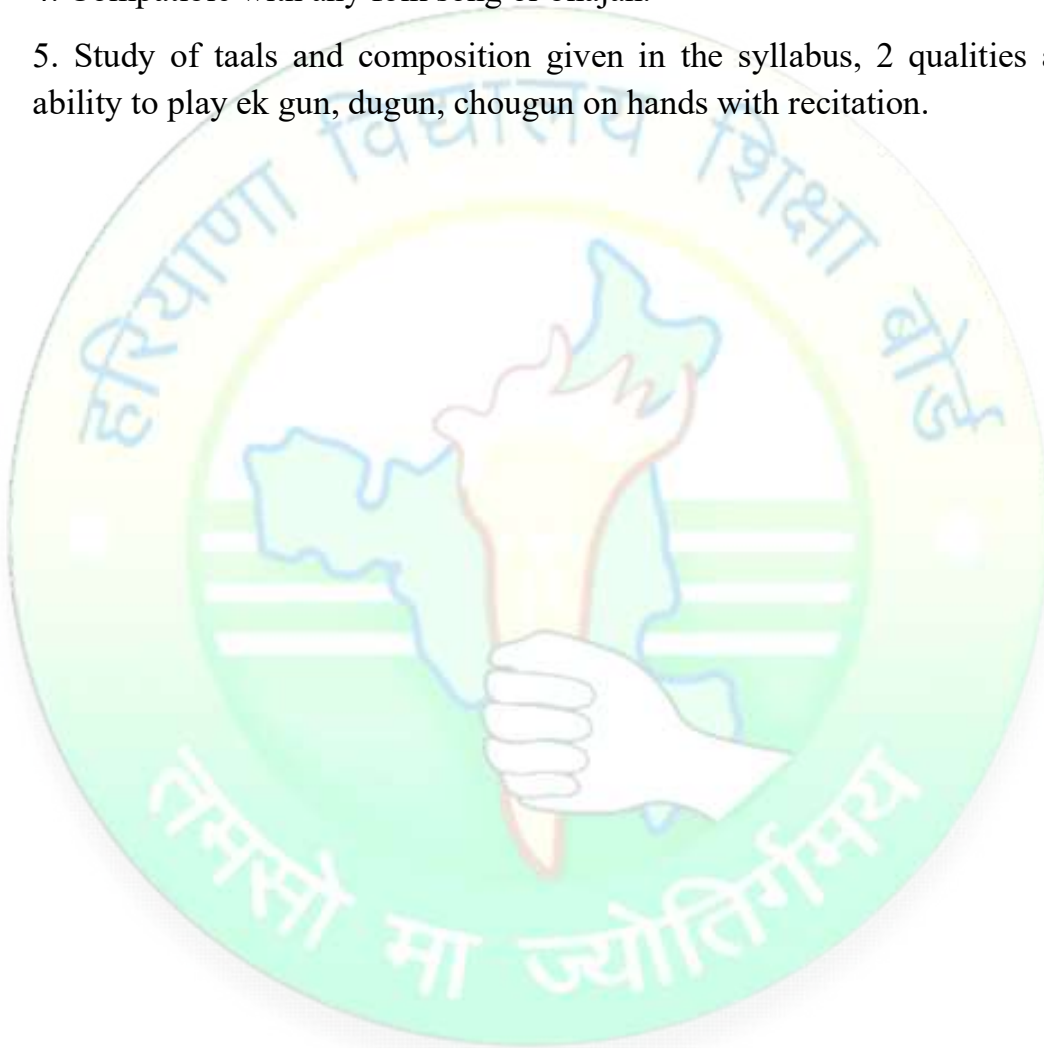 5. Study of taals and composition given in the syllabus, 2 qualities
ability to play ek gun, dugun, chougun on hands with recitation.
हरियाणा विद्यालय शिक्षा बोर्ड
तमसो मा ज्योतिर्गमय